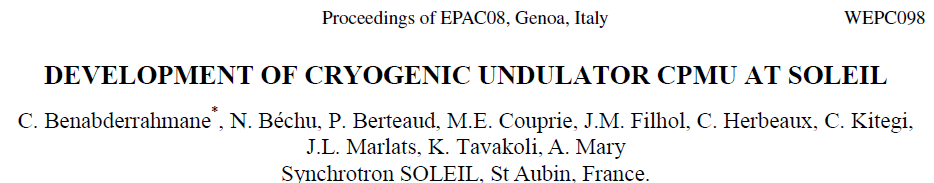 Proceedings of EPAC08, Genoa, Italy WEPC098
DEVELOPMENT OF CRYOGENIC UNDULATOR CPMU AT SOLEIL
C. Benabderrahmane*, N. Béchu, P. Berteaud, M.E. Couprie, J.M. Filhol, C. Herbeaux, C. Kitegi,
J.L. Marlats, K. Tavakoli, A. Mary
Synchrotron SOLEIL, St Aubin, France.